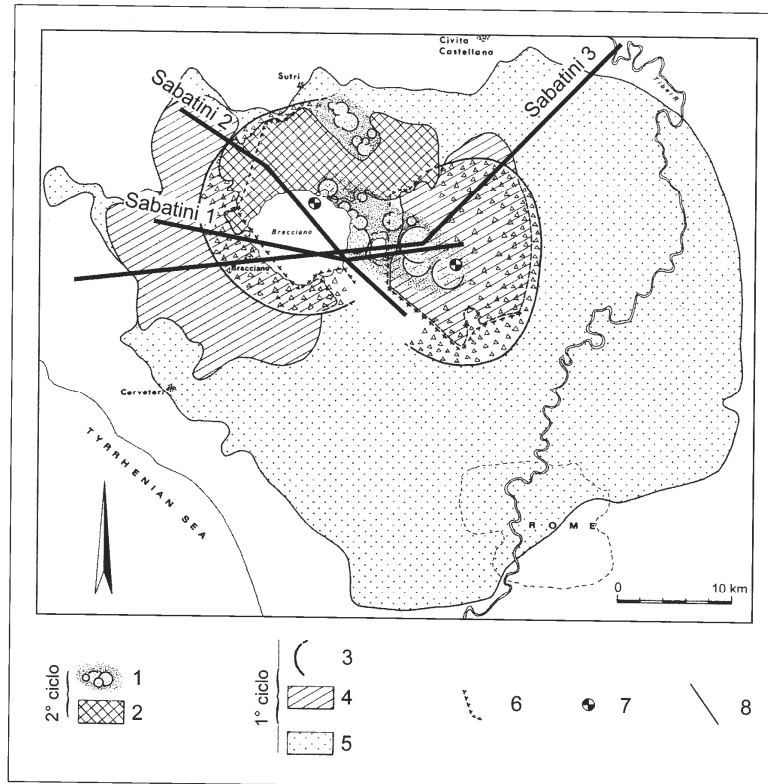 Civita
Castellana
Sutri
Sabatini 2
Sabatini 3
Sabatini 1
Bracciano
Bracciano
Cerveteri
TYRRHENIAN SEA
ROME
0 10 km
2° ciclo
1
2
1° ciclo
3
4
5
6
7
8